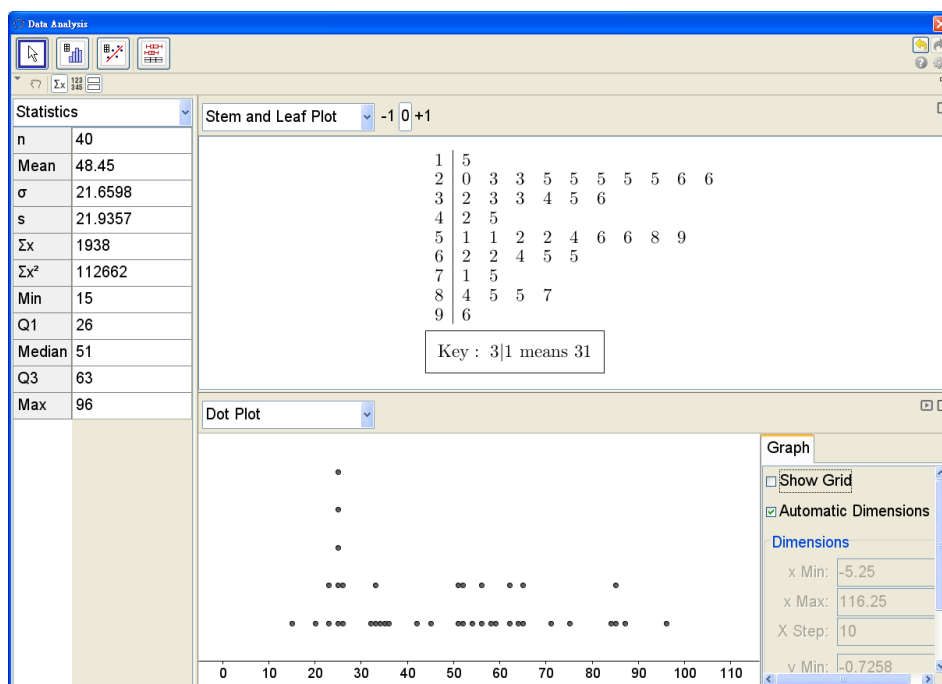 Data Analysis
Σx 123 345
Statistics
n 40
Mean 48.45
σ 21.6598
s 21.9357
Σx 1938
Σx² 112662
Min 15
Q1 26
Median 51
Q3 63
Max 96
Stem and Leaf Plot -1 0 +1
1 5
2 0 3 3 5 5 5 5 5 6 6
3 2 3 3 4 5 6
4 2 5
5 1 1 2 2 4 6 6 8 9
6 2 2 4 5 5
7 1 5
8 4 5 5 7
9 6
Key : 3|1 means 31
Dot Plot
0 10 20 30 40 50 60 70 80 90 100 110
Graph
Show Grid
Automatic Dimensions
Dimensions
x Min: -5.25
x Max: 116.25
X Step: 10
y Min: -0.7258